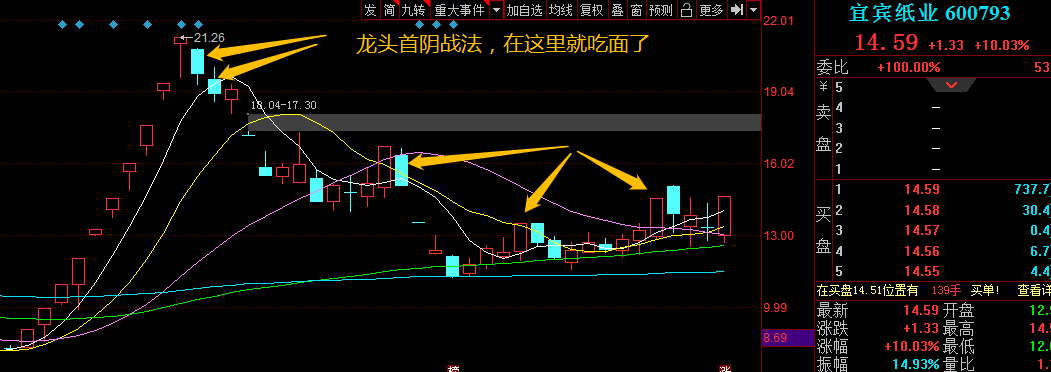 发 简 九转 重大事件 加自选 均线 复权 叠 窗 预测 更多
宜宾纸业 600793
22.01
21.26
龙头首阴战法，在这里就吃面了
14.59 +1.33 +10.03%
委比 +100.00% 53
¥ 5
19.04
卖盘
4 —
3 —
2 —
1 —
18.04-17.30
16.02
买盘
1 14.59 737.7
2 14.58 30.4
3 14.57 0.4
4 14.56 6.7
5 14.55 4.4
13.00
在买盘14.51位置有 139手 买单! 查看详
9.99
最新 14.59 开盘 12.9
涨跌 +1.33 最高 14.
8.69
涨幅 +10.03% 最低 12.
振幅 14.93% 量比 1.
榜 涨